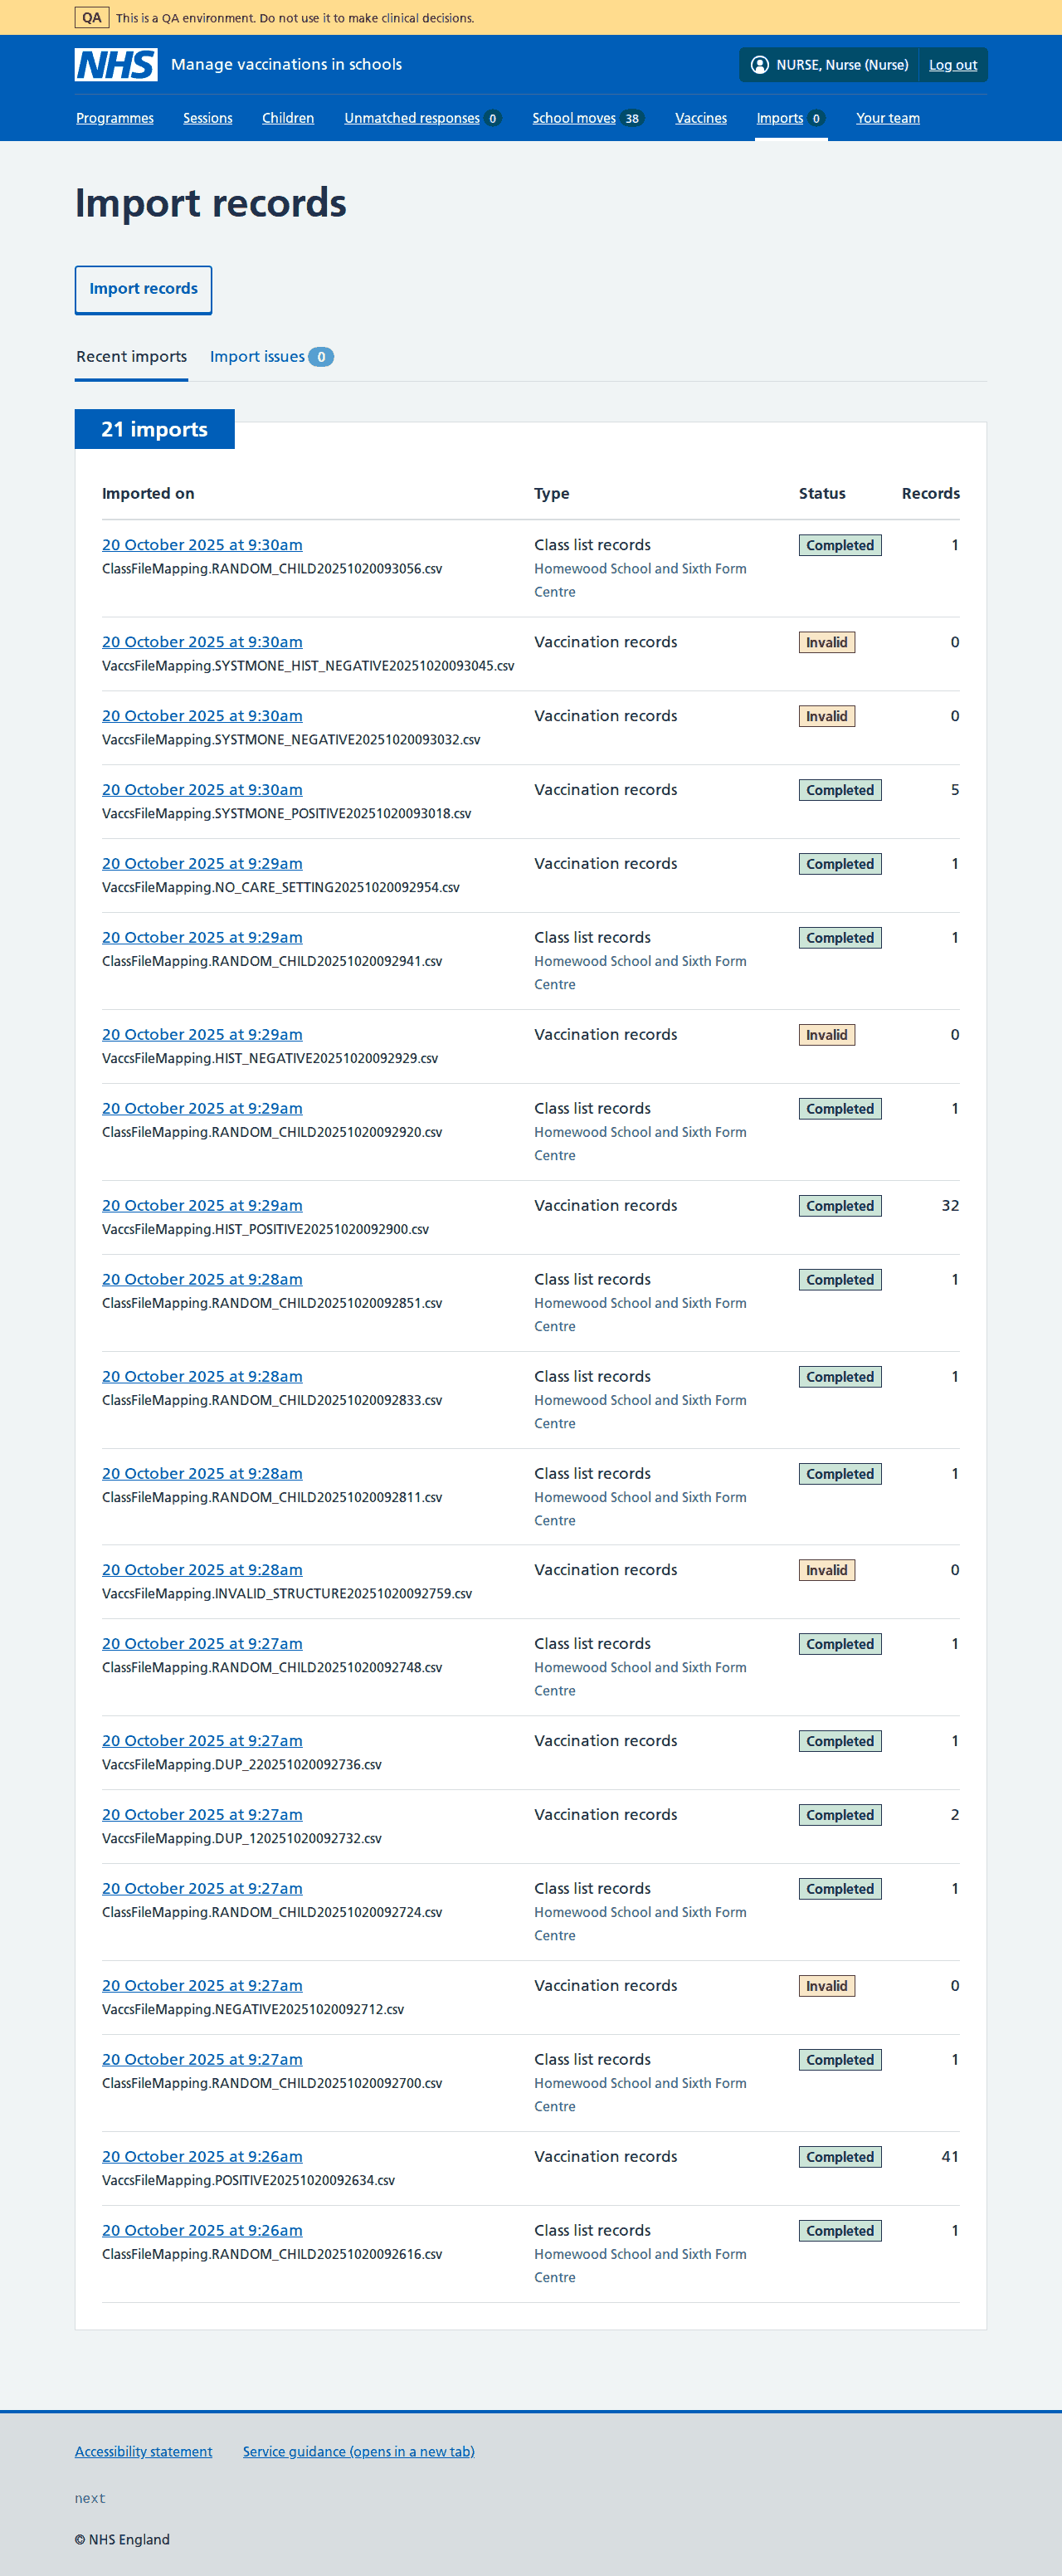 QA This is a QA environment. Do not use it to make clinical decisions.
NHS Manage vaccinations in schools NURSE, Nurse (Nurse) Log out
Programmes Sessions Children Unmatched responses 0 School moves 38 Vaccines Imports 0 Your team
Import records
Import records
Recent imports Import issues 0
21 imports
Imported on Type Status Records
20 October 2025 at 9:30am Class list records Completed 1
ClassFileMapping.RANDOM_CHILD20251020093056.csv Homewood School and Sixth Form
Centre
20 October 2025 at 9:30am Vaccination records Invalid 0
VaccsFileMapping.SYSTMONE_HIST_NEGATIVE20251020093045.csv
20 October 2025 at 9:30am Vaccination records Invalid 0
VaccsFileMapping.SYSTMONE_NEGATIVE20251020093032.csv
20 October 2025 at 9:30am Vaccination records Completed 5
VaccsFileMapping.SYSTMONE_POSITIVE20251020093018.csv
20 October 2025 at 9:29am Vaccination records Completed 1
VaccsFileMapping.NO_CARE_SETTING20251020092954.csv
20 October 2025 at 9:29am Class list records Completed 1
ClassFileMapping.RANDOM_CHILD20251020092941.csv Homewood School and Sixth Form
Centre
20 October 2025 at 9:29am Vaccination records Invalid 0
VaccsFileMapping.HIST_NEGATIVE20251020092929.csv
20 October 2025 at 9:29am Class list records Completed 1
ClassFileMapping.RANDOM_CHILD20251020092920.csv Homewood School and Sixth Form
Centre
20 October 2025 at 9:29am Vaccination records Completed 32
VaccsFileMapping.HIST_POSITIVE20251020092900.csv
20 October 2025 at 9:28am Class list records Completed 1
ClassFileMapping.RANDOM_CHILD20251020092851.csv Homewood School and Sixth Form
Centre
20 October 2025 at 9:28am Class list records Completed 1
ClassFileMapping.RANDOM_CHILD20251020092833.csv Homewood School and Sixth Form
Centre
20 October 2025 at 9:28am Class list records Completed 1
ClassFileMapping.RANDOM_CHILD20251020092811.csv Homewood School and Sixth Form
Centre
20 October 2025 at 9:28am Vaccination records Invalid 0
VaccsFileMapping.INVALID_STRUCTURE20251020092759.csv
20 October 2025 at 9:27am Class list records Completed 1
ClassFileMapping.RANDOM_CHILD20251020092748.csv Homewood School and Sixth Form
Centre
20 October 2025 at 9:27am Vaccination records Completed 1
VaccsFileMapping.DUP_220251020092736.csv
20 October 2025 at 9:27am Vaccination records Completed 2
VaccsFileMapping.DUP_120251020092732.csv
20 October 2025 at 9:27am Class list records Completed 1
ClassFileMapping.RANDOM_CHILD20251020092724.csv Homewood School and Sixth Form
Centre
20 October 2025 at 9:27am Vaccination records Invalid 0
VaccsFileMapping.NEGATIVE20251020092712.csv
20 October 2025 at 9:27am Class list records Completed 1
ClassFileMapping.RANDOM_CHILD20251020092700.csv Homewood School and Sixth Form
Centre
20 October 2025 at 9:26am Vaccination records Completed 41
VaccsFileMapping.POSITIVE20251020092634.csv
20 October 2025 at 9:26am Class list records Completed 1
ClassFileMapping.RANDOM_CHILD20251020092616.csv Homewood School and Sixth Form
Centre
Accessibility statement Service guidance (opens in a new tab)
next
© NHS England